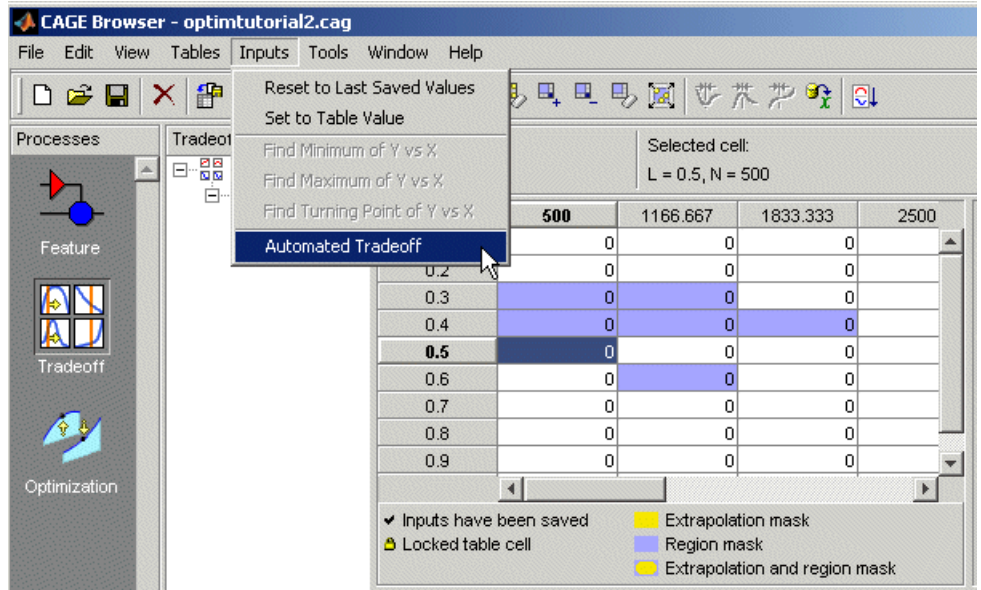 CAGE Browser - optimtutorial2.cag
File Edit View Tables Inputs Tools Window Help
Reset to Last Saved Values
Set to Table Value
Find Minimum of Y vs X
Find Maximum of Y vs X
Find Turning Point of Y vs X
Automated Tradeoff
Processes
Feature
Tradeoff
Optimization
Selected cell:
L = 0.5, N = 500
500 1166.667 1833.333 2500
0 0 0
0.2 0 0 0
0.3 0 0 0
0.4 0 0 0
0.5 0 0 0
0.6 0 0 0
0.7 0 0 0
0.8 0 0 0
0.9 0 0 0
Inputs have been saved
Locked table cell
Extrapolation mask
Region mask
Extrapolation and region mask